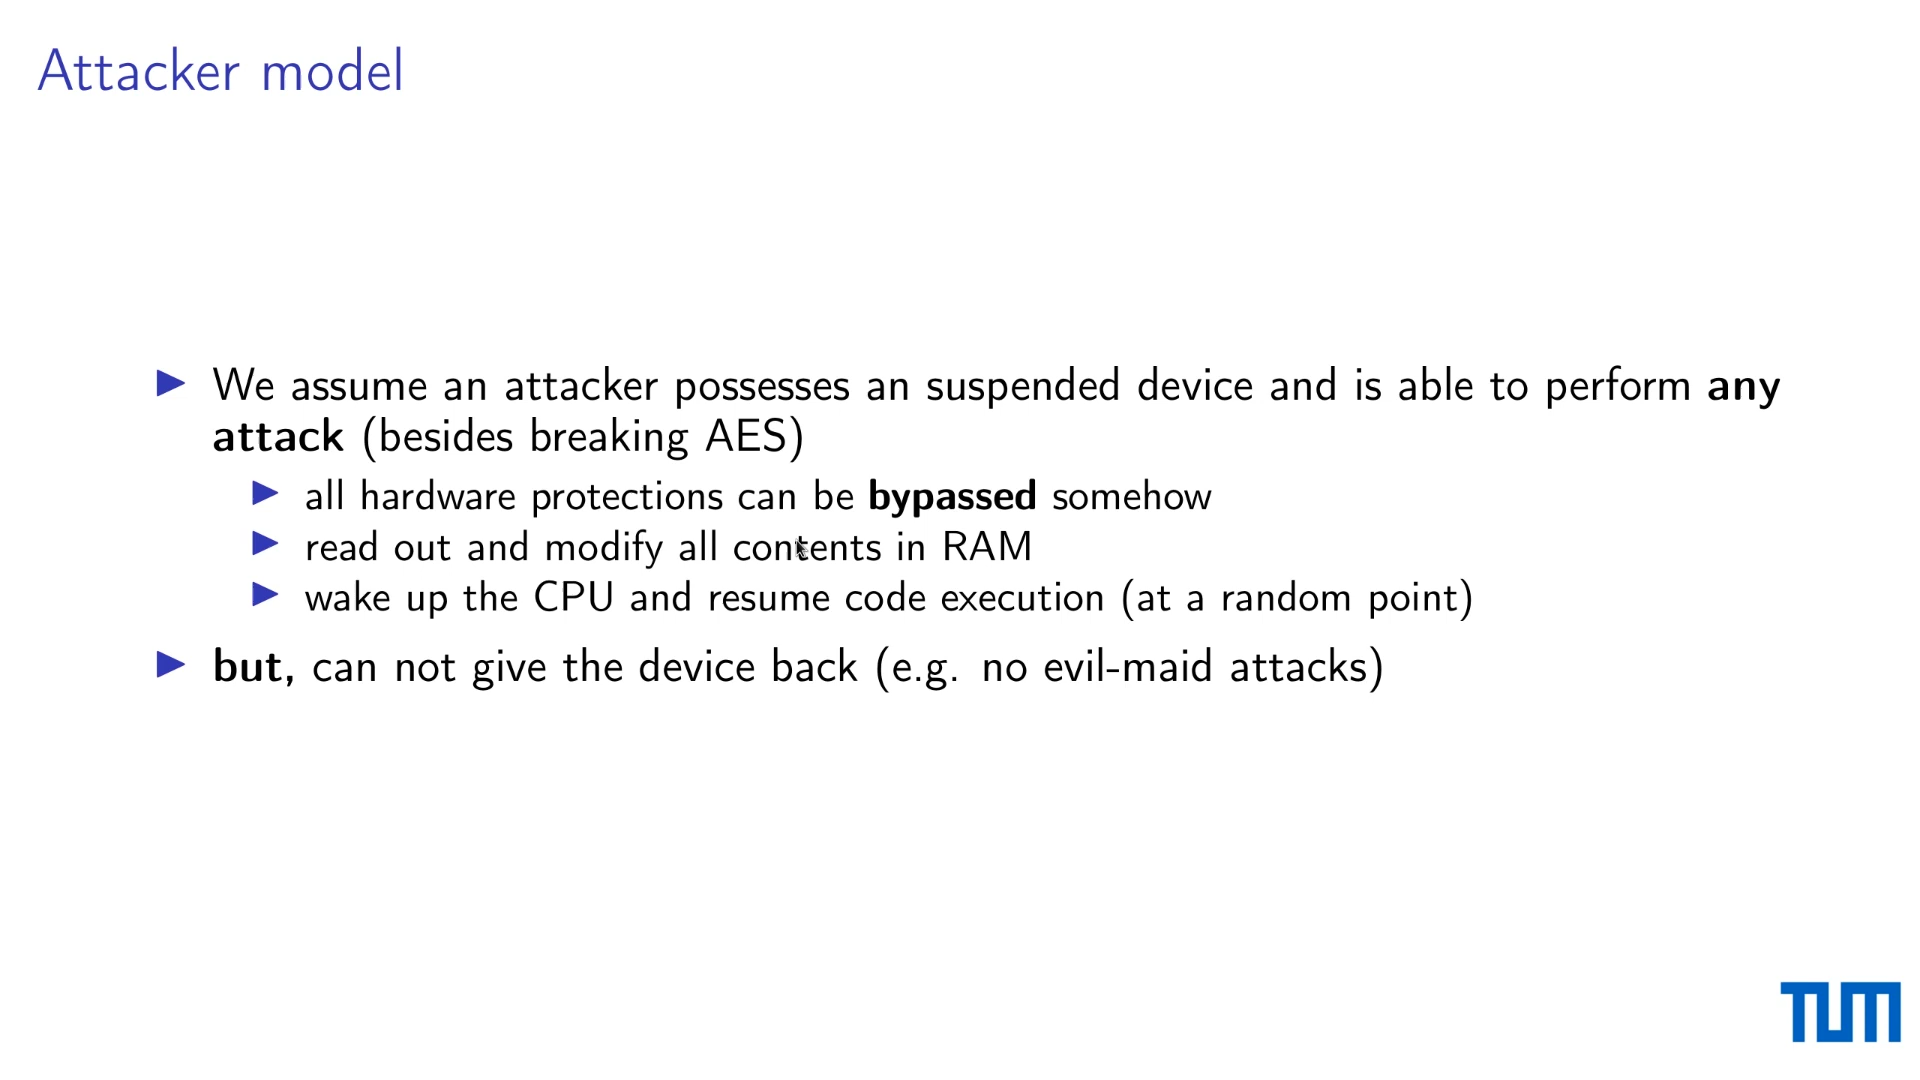 Attacker model
We assume an attacker possesses an suspended device and is able to perform any
attack (besides breaking AES)
all hardware protections can be bypassed somehow
read out and modify all contents in RAM
wake up the CPU and resume code execution (at a random point)
but, can not give the device back (e.g. no evil-maid attacks)
TUM